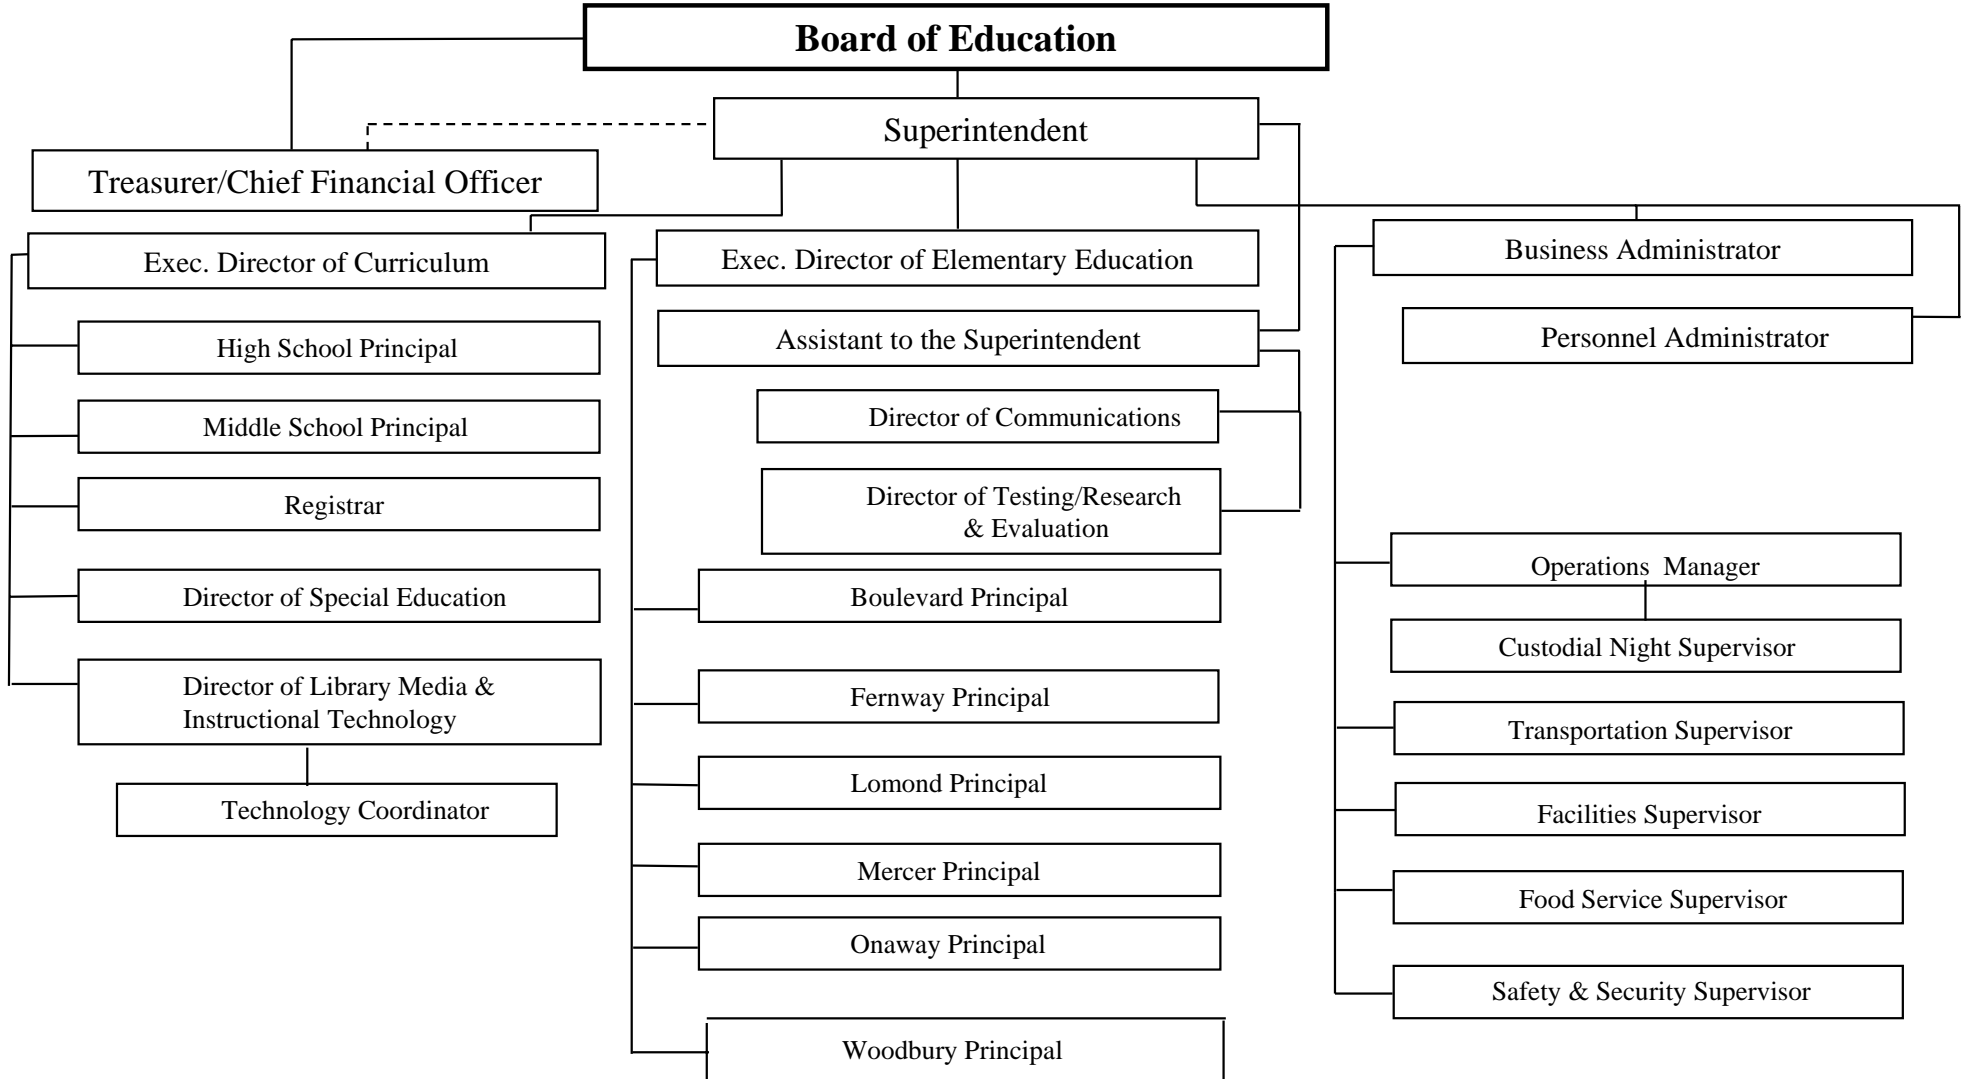 Board of Education
Superintendent
Treasurer/Chief Financial Officer
Exec. Director of Curriculum
High School Principal
Middle School Principal
Registrar
Director of Special Education
Director of Library Media &
Instructional Technology
Technology Coordinator
Exec. Director of Elementary Education
Assistant to the Superintendent
Director of Communications
Director of Testing/Research
& Evaluation
Boulevard Principal
Fernway Principal
Lomond Principal
Mercer Principal
Onaway Principal
Woodbury Principal
Business Administrator
Personnel Administrator
Operations Manager
Custodial Night Supervisor
Transportation Supervisor
Facilities Supervisor
Food Service Supervisor
Safety & Security Supervisor